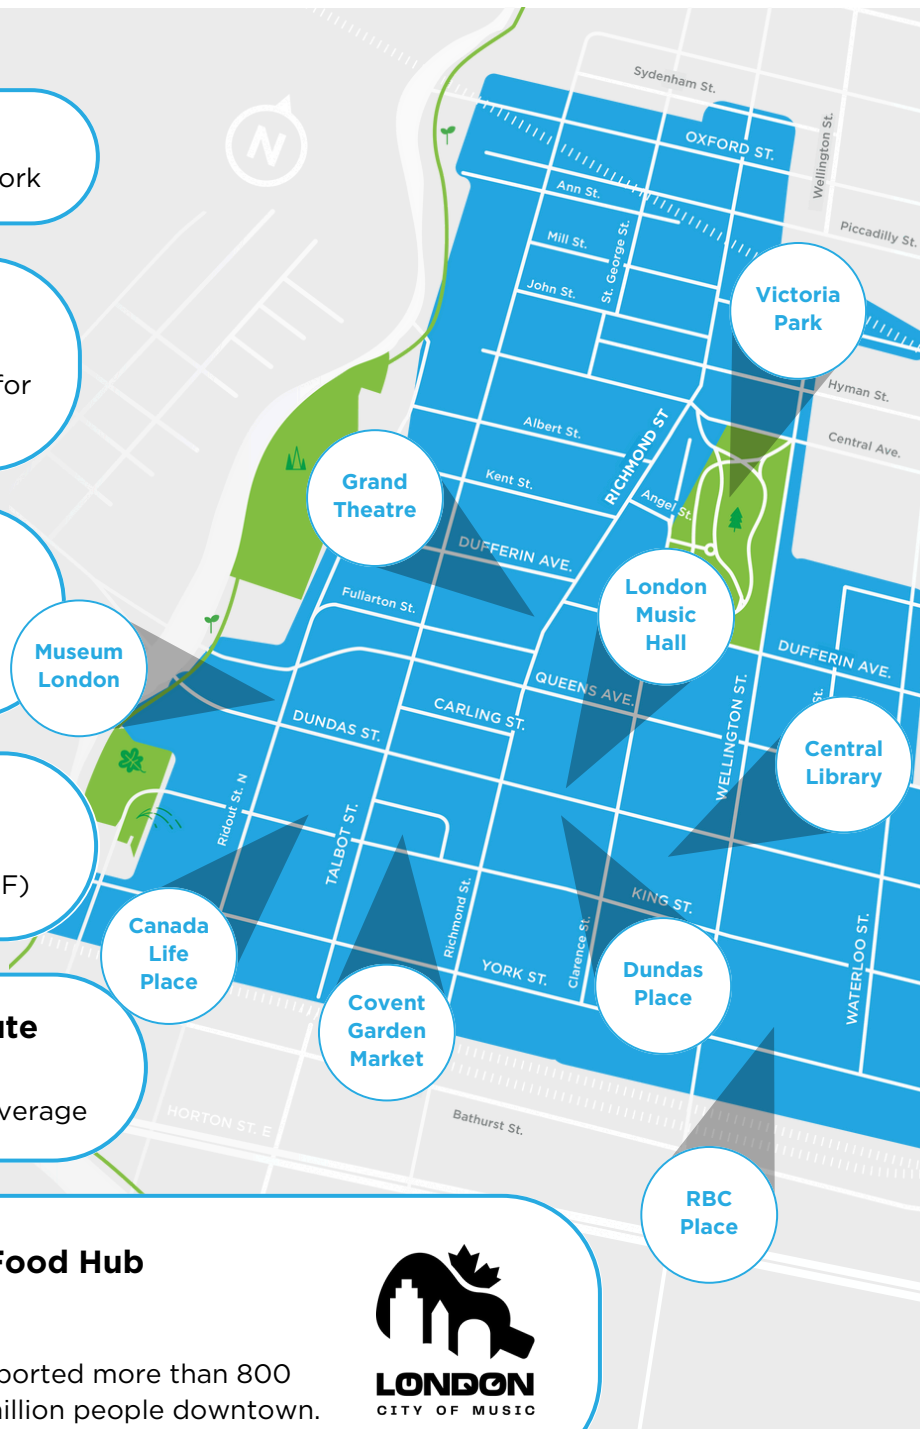 Sydenham St.
OXFORD ST.
Wellington St.
N
ork
Ann St.
Piccadilly St.
Mill St.
St. George St.
John St.
Victoria
Park
for
Hyman St.
Albert St.
RICHMOND ST
Central Ave.
Grand
Theatre
Kent St.
Angel St.
DUFFERIN AVE.
London
Music
Hall
Fullarton St.
Museum
London
DUFFERIN AVE.
QUEENS AVE.
St.
CARLING ST.
DUNDAS ST.
WELLINGTON ST.
Central
Library
Ridout St. N
TALBOT ST.
F)
KING ST.
Richmond St.
Clarence St.
WATERLOO ST.
Canada
Life
Place
YORK ST.
Dundas
Place
Covent
Garden
Market
ute
verage
HORTON ST. E
Bathurst St.
RBC
Place
Food Hub
ported more than 800
illion people downtown.
LONDON
CITY OF MUSIC